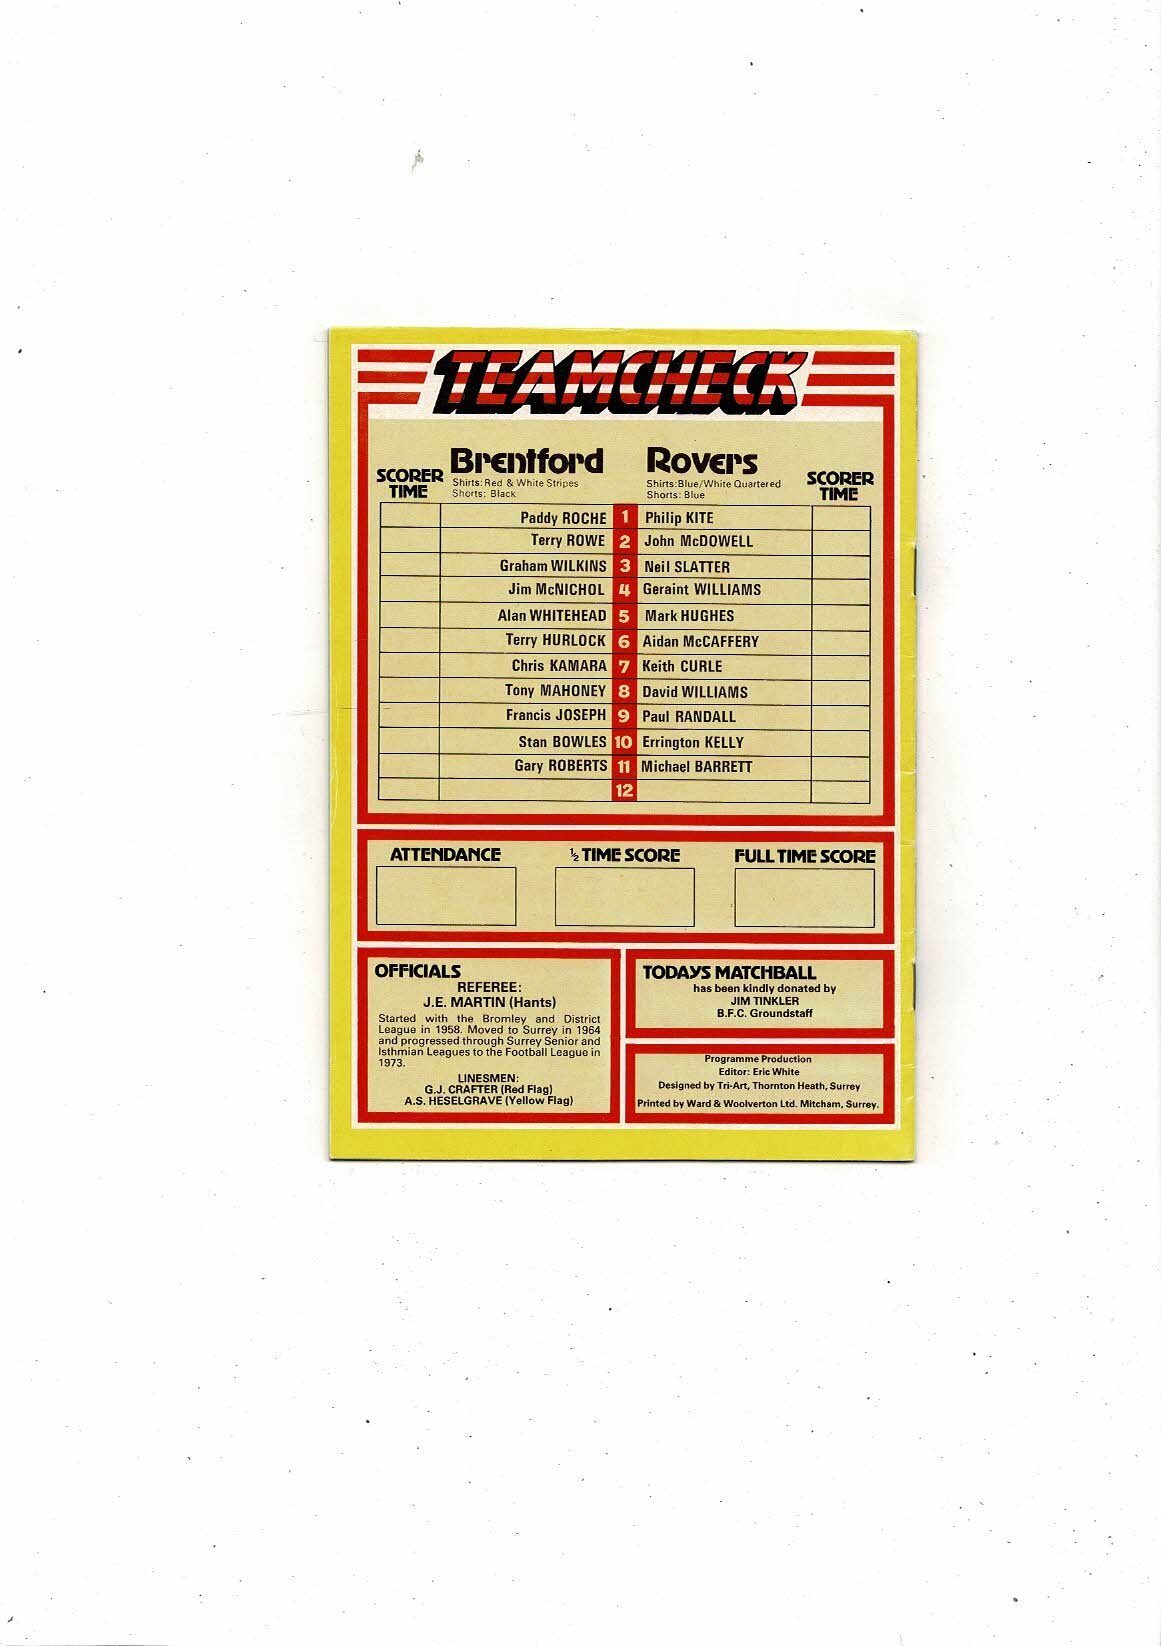 TEAMCHECK
Brentford
Rovers
SCORER
TIME
Shirts: Red & White Stripes
Shorts: Black
Shirts: Blue/White Quartered
Shorts: Blue
SCORER
TIME
Paddy ROCHE 1 Philip KITE
Terry ROWE 2 John McDOWELL
Graham WILKINS 3 Neil SLATTER
Jim McNICHOL 4 Geraint WILLIAMS
Alan WHITEHEAD 5 Mark HUGHES
Terry HURLOCK 6 Aidan McCAFFERY
Chris KAMARA 7 Keith CURLE
Tony MAHONEY 8 David WILLIAMS
Francis JOSEPH 9 Paul RANDALL
Stan BOWLES 10 Errington KELLY
Gary ROBERTS 11 Michael BARRETT
12
ATTENDANCE ½ TIME SCORE FULL TIME SCORE
OFFICIALS
REFEREE:
J.E. MARTIN (Hants)
Started with the Bromley and District
League in 1958. Moved to Surrey in 1964
and progressed through Surrey Senior and
Isthmian Leagues to the Football League in
1973.
LINESMEN:
G.J. CRAFTER (Red Flag)
A.S. HESELGRAVE (Yellow Flag)
TODAYS MATCHBALL
has been kindly donated by
JIM TINKLER
B.F.C. Groundstaff
Programme Production
Editor: Eric White
Designed by Tri-Art, Thornton Heath, Surrey
Printed by Ward & Woolverton Ltd. Mitcham, Surrey.